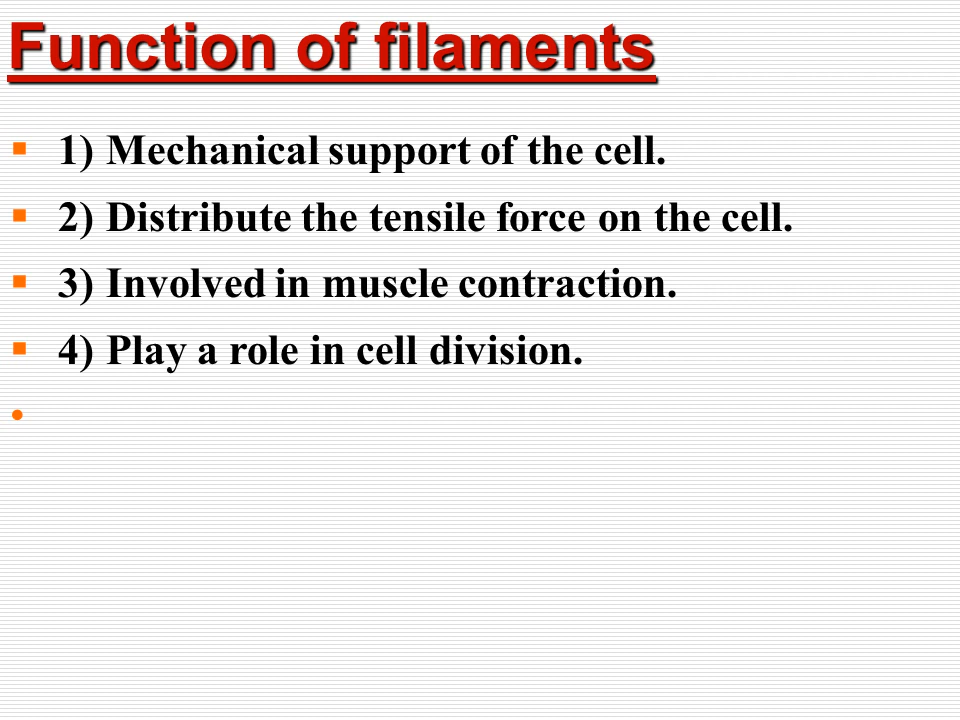 Function of filaments
▪ 1) Mechanical support of the cell.
▪ 2) Distribute the tensile force on the cell.
▪ 3) Involved in muscle contraction.
▪ 4) Play a role in cell division.
•